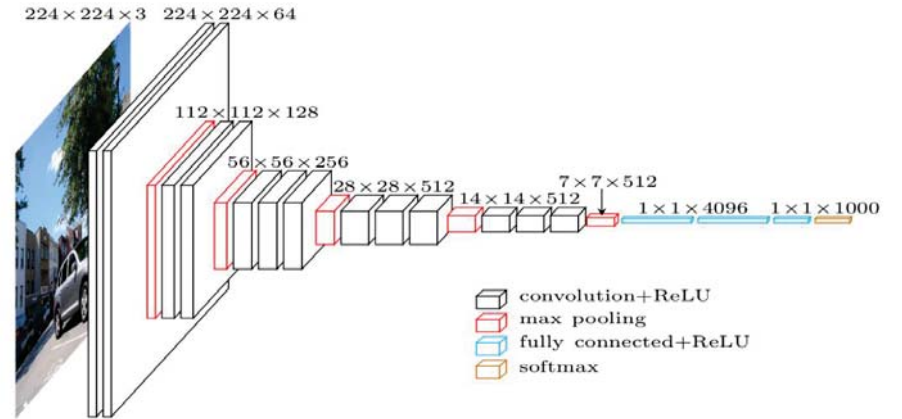 224×224×3
224×224×64
112×112×128
56×56×256
28×28×512
14×14×512
7×7×512
1×1×4096
1×1×1000
convolution+ReLU
max pooling
fully connected+ReLU
softmax